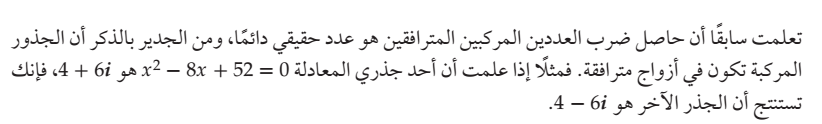 تعلمت سابقًا أن حاصل ضرب العددين المركبين المترافقين هو عدد حقيقي دائمًا، ومن الجدير بالذكر أن الجذور
المركبة تكون في أزواج مترافقة. فمثلًا إذا علمت أن أحد جذري المعادلة x² − 8x + 52 = 0 هو 4 + 6i، فإنك
تستنتج أن الجذر الآخر هو 4 − 6i.